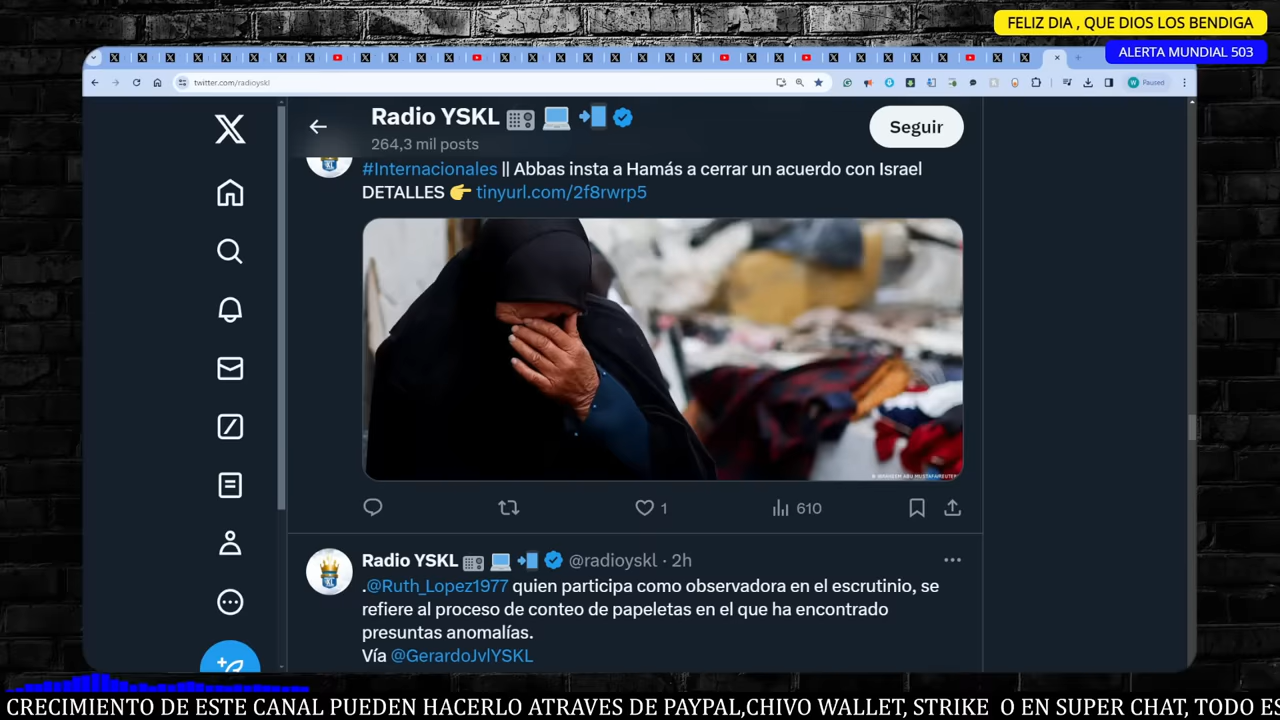 FELIZ DIA , QUE DIOS LOS BENDIGA
ALERTA MUNDIAL 503
twitter.com/radioyskl
W Paused
Radio YSKL
264,3 mil posts
Seguir
#Internacionales || Abbas insta a Hamás a cerrar un acuerdo con Israel
DETALLES 👉 tinyurl.com/2f8rwrp5
1
610
Radio YSKL @radioyskl · 2h
.@Ruth_Lopez1977 quien participa como observadora en el escrutinio, se
refiere al proceso de conteo de papeletas en el que ha encontrado
presuntas anomalías.
Vía @GerardoJvlYSKL
CRECIMIENTO DE ESTE CANAL PUEDEN HACERLO ATRAVES DE PAYPAL,CHIVO WALLET, STRIKE O EN SUPER CHAT, TODO ES